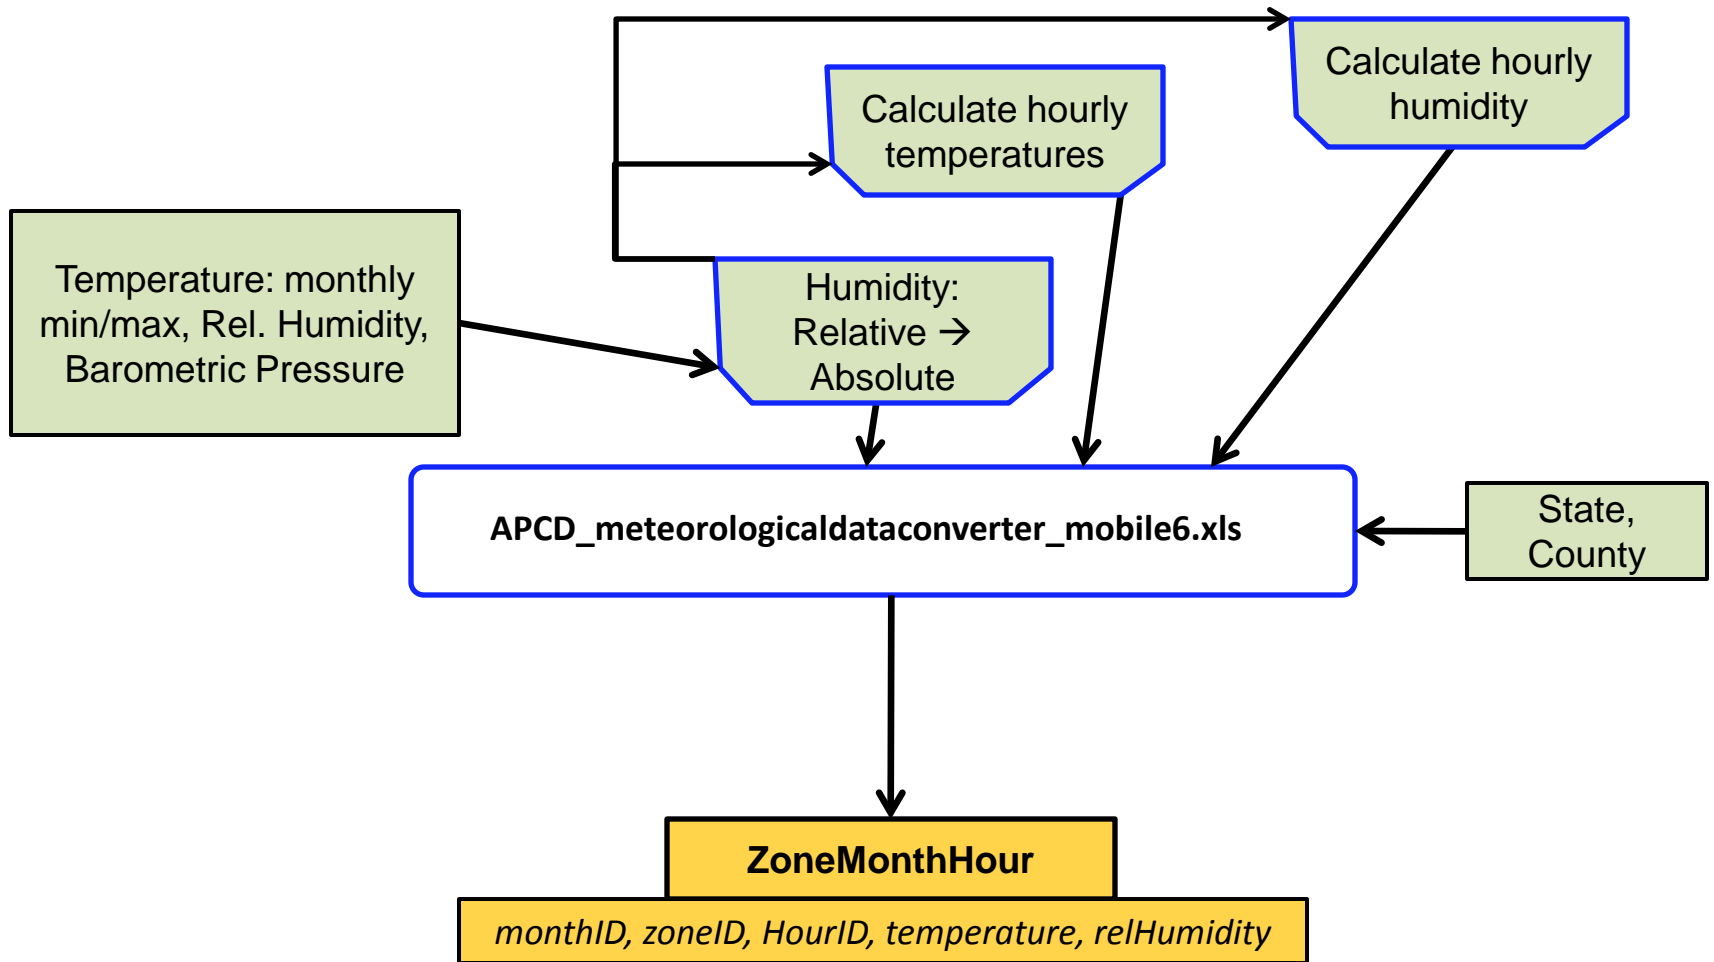 Calculate hourly
humidity
Calculate hourly
temperatures
Temperature: monthly
min/max, Rel. Humidity,
Barometric Pressure
Humidity:
Relative →
Absolute
APCD_meteorologicaldataconverter_mobile6.xls
State,
County
ZoneMonthHour
monthID, zoneID, HourID, temperature, relHumidity